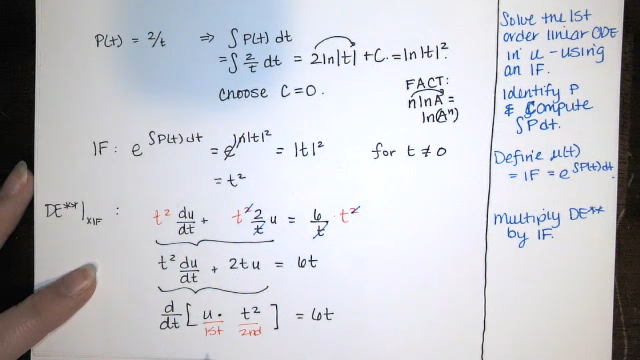 P(t) = 2/t ⇒ ∫P(t) dt
= ∫ 2/t dt = 2 ln|t| + C = ln|t|².
choose C = 0.
FACT:
n ln A =
ln(Aⁿ)
IF: e^∫P(t)dt = e^ln|t|² = |t|² for t ≠ 0
= t²
DE**|xIF : t² du/dt + t² 2/t u = 6/t · t²
t² du/dt + 2tu = 6t
d/dt [ u · t² ] = 6t
1st 2nd
Solve the 1st
order linear ODE
in u - using
an IF.
Identify P
& Compute
∫Pdt.
Define μ(t)
= IF = e^∫P(t)dt.
Multiply DE**
by IF.